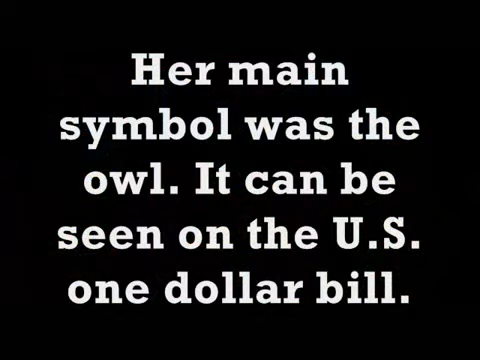 Her main
symbol was the
owl. It can be
seen on the U.S.
one dollar bill.